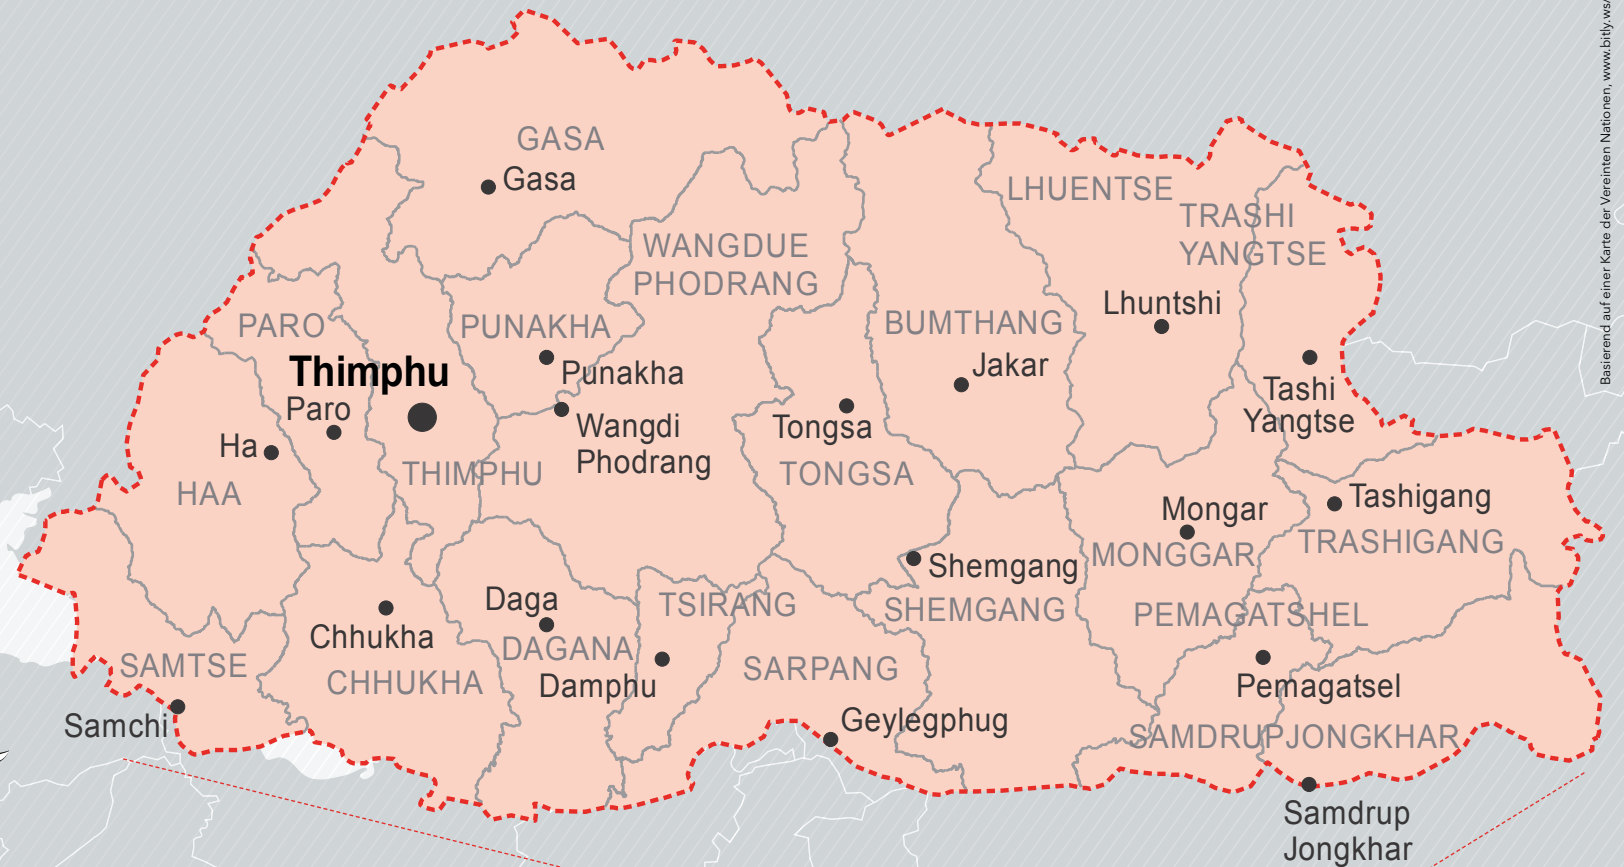 GASA
Gasa
LHUENTSE
TRASHI
YANGTSE
WANGDUE
PHODRANG
Lhuntshi
PARO
PUNAKHA
BUMTHANG
Thimphu
Punakha
Jakar
Tashi
Yangtse
Paro
Wangdi
Phodrang
Tongsa
Ha
THIMPHU
TONGSA
HAA
Mongar
Tashigang
MONGGAR
TRASHIGANG
Shemgang
SHEMGANG
Daga
TSIRANG
PEMAGATSHEL
Chhukha
DAGANA
SAMTSE
CHHUKHA
Damphu
SARPANG
Pemagatsel
Samchi
Geylegphug
SAMDRUPJONGKHAR
Samdrup
Jongkhar
Basierend auf einer Karte der Vereinten Nationen, www.bitly.ws/